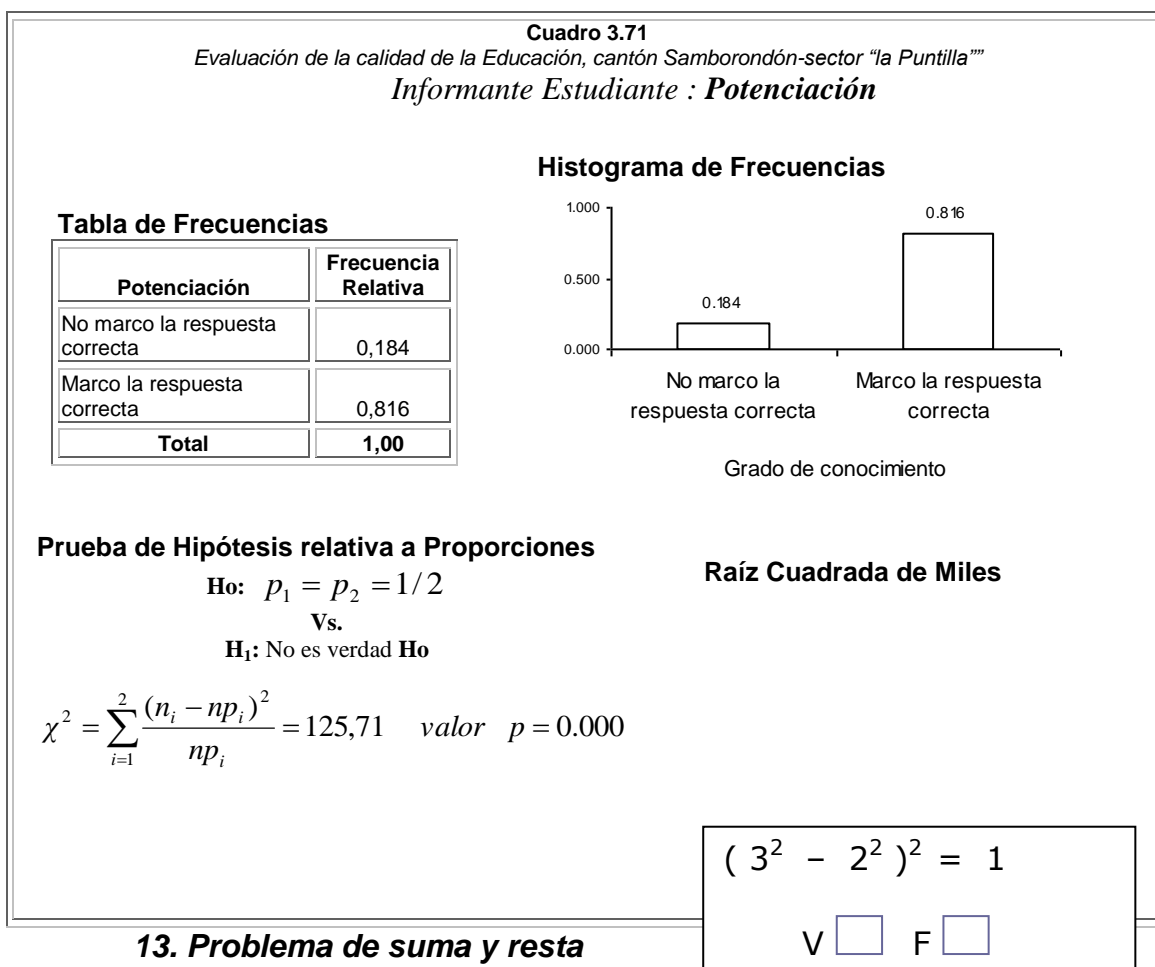 Cuadro 3.71
Evaluación de la calidad de la Educación, cantón Samborondón-sector “la Puntilla””
Informante Estudiante : Potenciación
Histograma de Frecuencias
1.000
0.816
0.500
0.184
0.000
No marco la
respuesta correcta
Marco la respuesta
correcta
Grado de conocimiento
Tabla de Frecuencias
Potenciación Frecuencia Relativa
No marco la respuesta
correcta 0,184
Marco la respuesta
correcta 0,816
Total 1,00
Prueba de Hipótesis relativa a Proporciones
Ho: p₁ = p₂ = 1/2
Vs.
H₁: No es verdad Ho
χ² = ∑_{i=1}^{2} (n_i − np_i)² / np_i = 125,71 valor p = 0.000
Raíz Cuadrada de Miles
( 3² – 2² )² = 1
V F
13. Problema de suma y resta